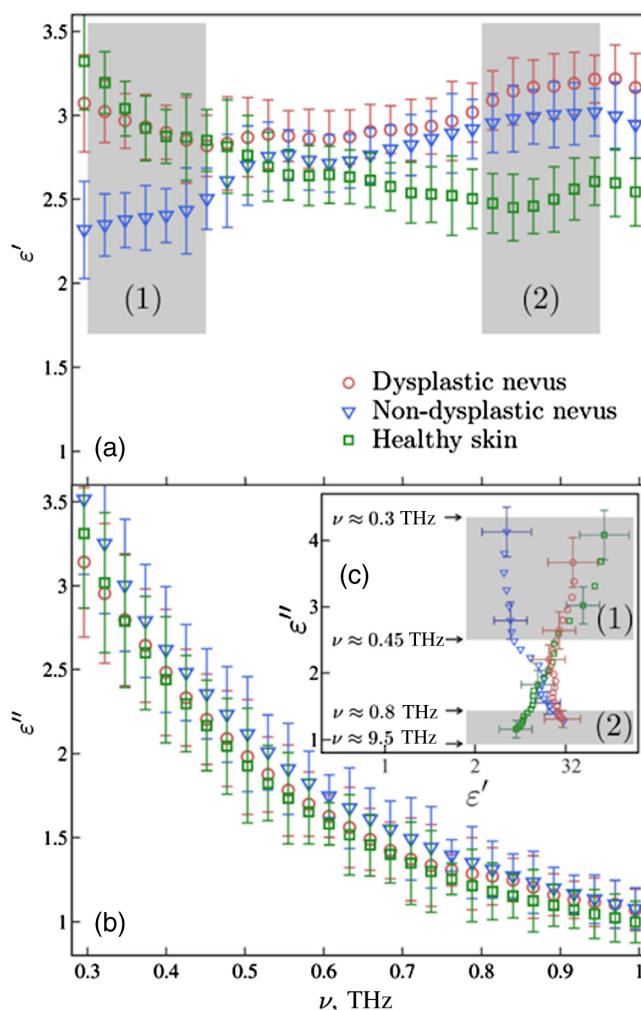 3.5
3
2.5
ε′
2
(1)
(2)
1.5
Dysplastic nevus
Non-dysplastic nevus
1
(a)
Healthy skin
3.5
ν ≈ 0.3 THz
4
(c)
3
(1)
3
ε″
ν ≈ 0.45 THz
2.5
2
ν ≈ 0.8 THz
(2)
1
ν ≈ 9.5 THz
ε″
2
1 2 32
ε′
1.5
1
(b)
0.3 0.4 0.5 0.6 0.7 0.8 0.9 1
ν, THz